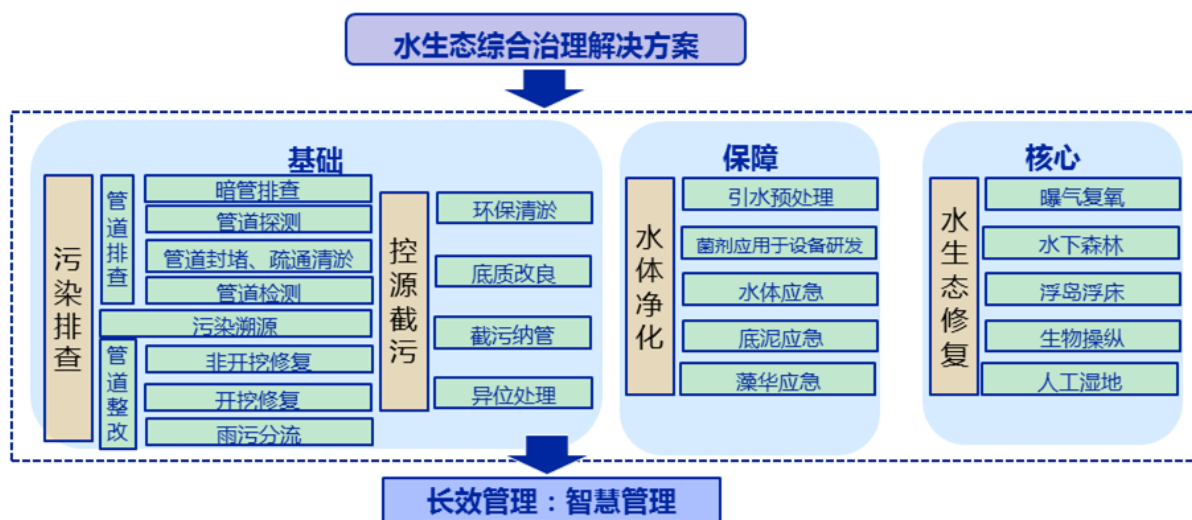 水生态综合治理解决方案
基础
污染排查
管道排查
暗管排查
管道探测
管道封堵、疏通清淤
管道检测
污染溯源
管道整改
非开挖修复
开挖修复
雨污分流
控源截污
环保清淤
底质改良
截污纳管
异位处理
保障
水体净化
引水预处理
菌剂应用于设备研发
水体应急
底泥应急
藻华应急
核心
水生态修复
曝气复氧
水下森林
浮岛浮床
生物操纵
人工湿地
长效管理：智慧管理